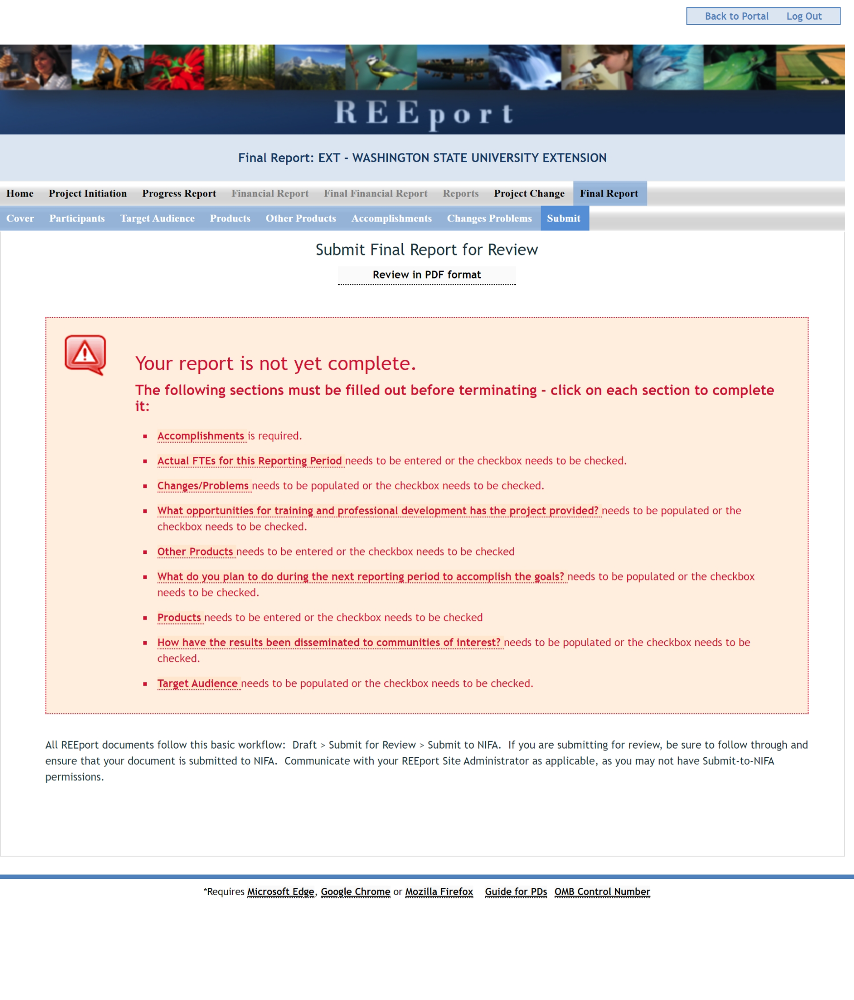 Back to Portal Log Out
REEport
Final Report: EXT - WASHINGTON STATE UNIVERSITY EXTENSION
Home Project Initiation Progress Report Financial Report Final Financial Report Reports Project Change Final Report
Cover Participants Target Audience Products Other Products Accomplishments Changes Problems Submit
Submit Final Report for Review
Review in PDF format
Your report is not yet complete.
The following sections must be filled out before terminating - click on each section to complete
it:
Accomplishments is required.
Actual FTEs for this Reporting Period needs to be entered or the checkbox needs to be checked.
Changes/Problems needs to be populated or the checkbox needs to be checked.
What opportunities for training and professional development has the project provided? needs to be populated or the
checkbox needs to be checked.
Other Products needs to be entered or the checkbox needs to be checked
What do you plan to do during the next reporting period to accomplish the goals? needs to be populated or the checkbox
needs to be checked.
Products needs to be entered or the checkbox needs to be checked
How have the results been disseminated to communities of interest? needs to be populated or the checkbox needs to be
checked.
Target Audience needs to be populated or the checkbox needs to be checked.
All REEport documents follow this basic workflow: Draft > Submit for Review > Submit to NIFA. If you are submitting for review, be sure to follow through and
ensure that your document is submitted to NIFA. Communicate with your REEport Site Administrator as applicable, as you may not have Submit-to-NIFA
permissions.
*Requires Microsoft Edge, Google Chrome or Mozilla Firefox Guide for PDs OMB Control Number